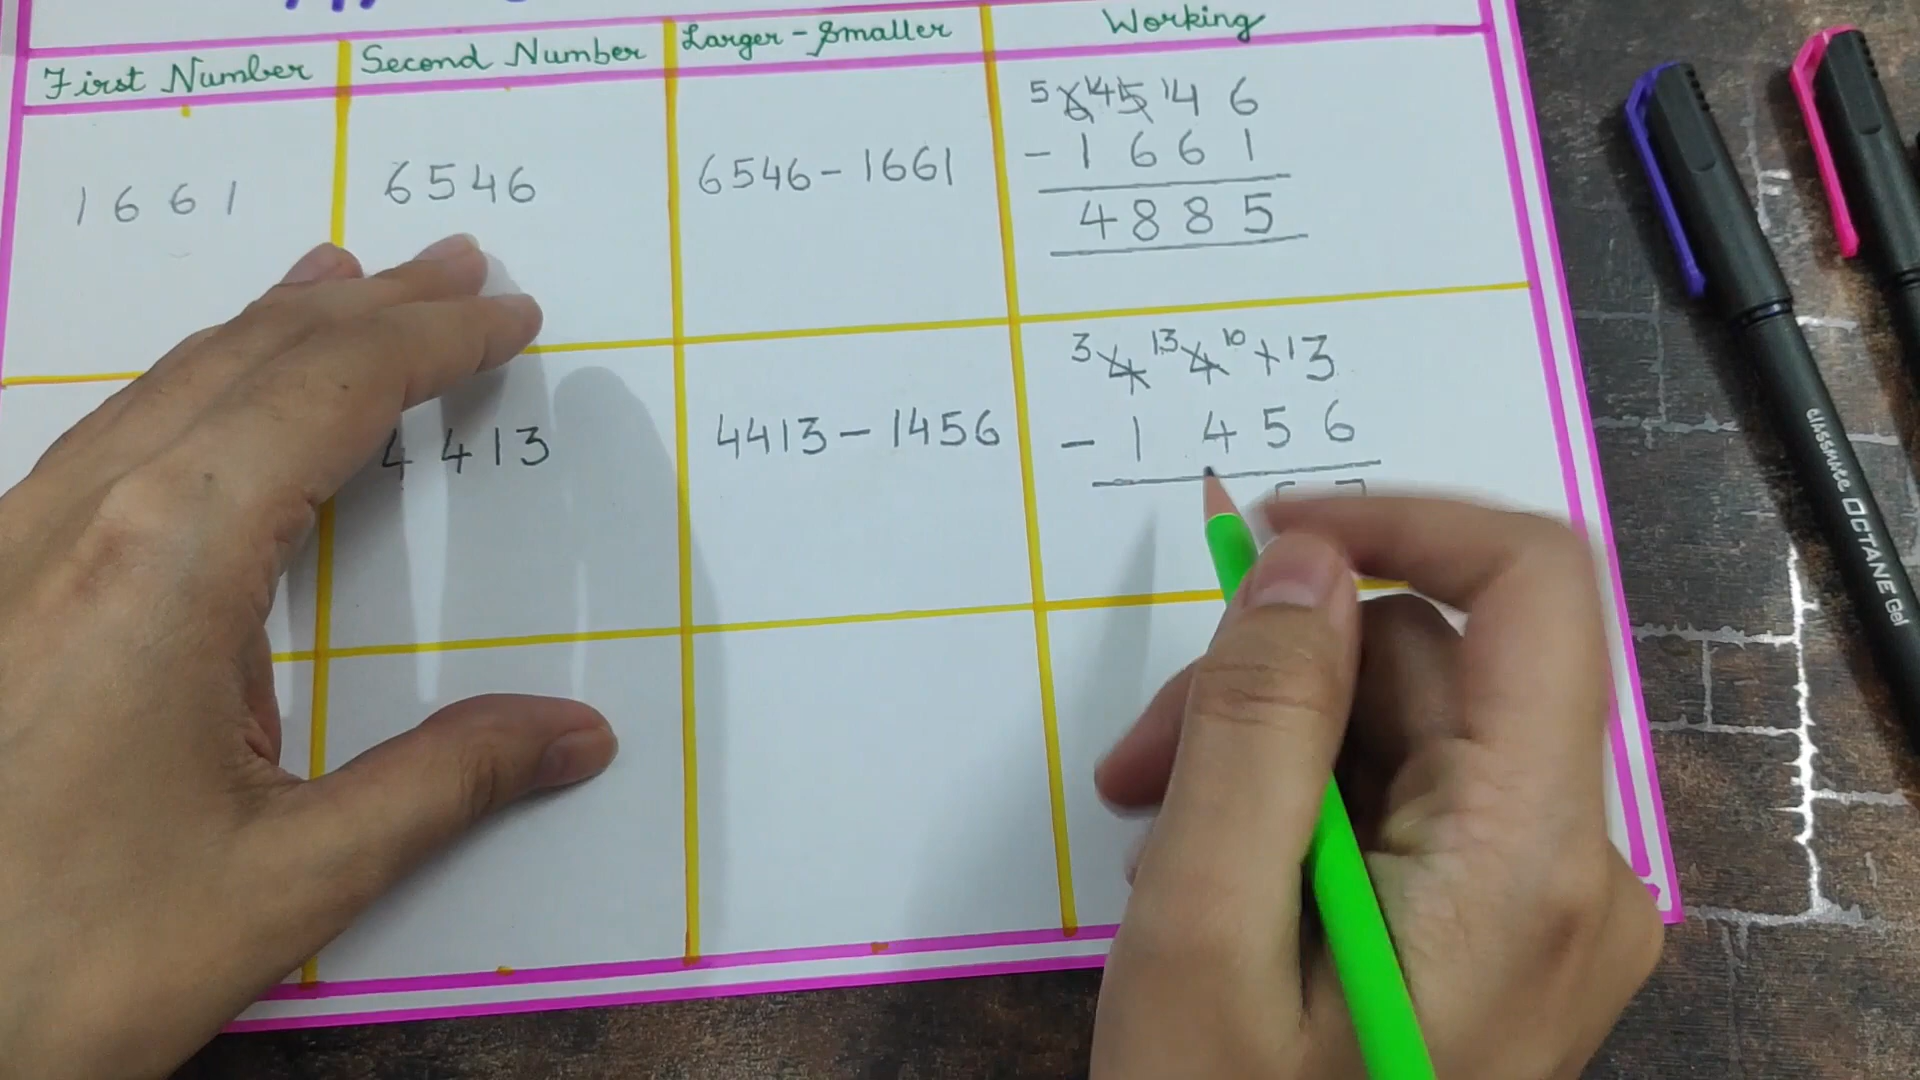 First Number Second Number Larger - Smaller Working
1661 6546 6546 - 1661
5 6 14 5 14 6
- 1 6 6 1
4 8 8 5
4413 4413 - 1456
3 4 13 4 10 1 13
- 1 4 5 6
classmate OCTANE Gel